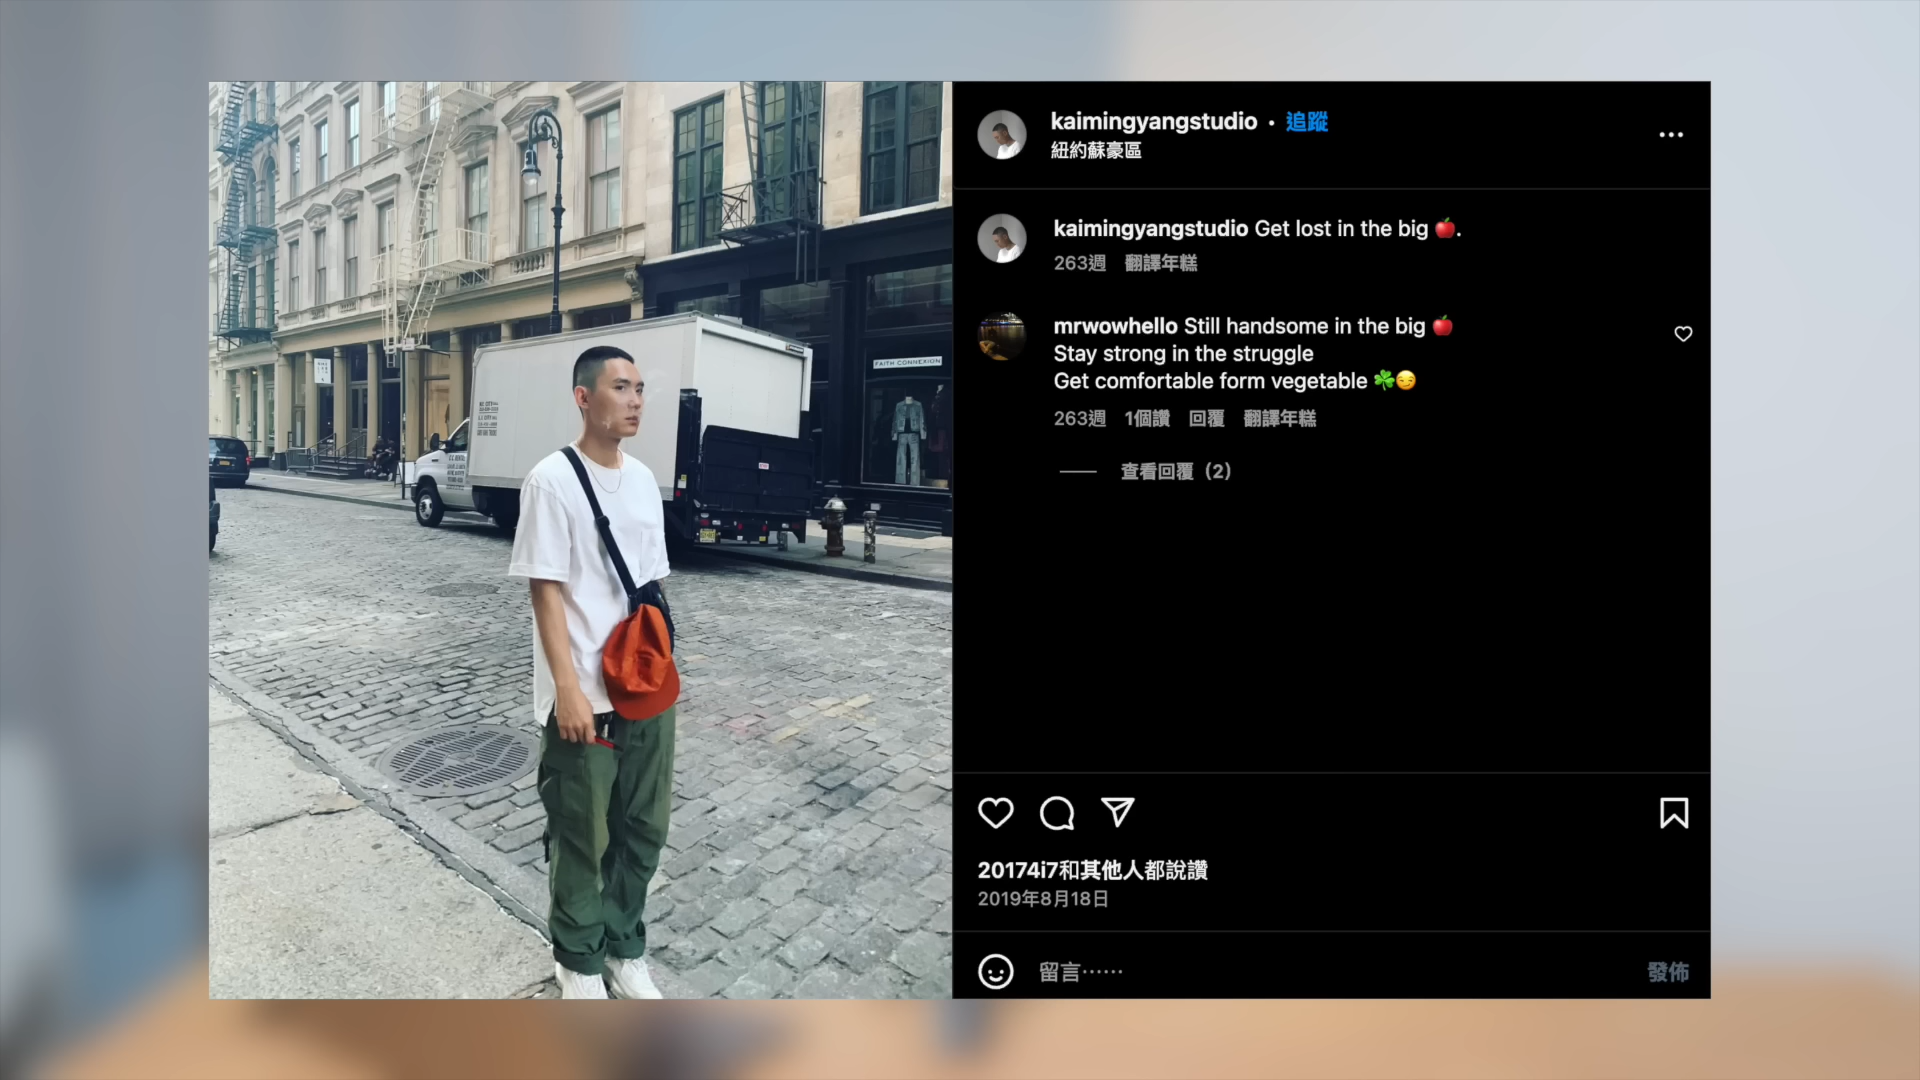 FAITH CONNEXION
kaimingyangstudio • 追蹤
紐約蘇豪區
kaimingyangstudio Get lost in the big 🍎.
263週 翻譯年糕
mrwowhello Still handsome in the big 🍎
Stay strong in the struggle
Get comfortable form vegetable ☘️😏
263週 1個讚 回覆 翻譯年糕
查看回覆（2）
20174i7和其他人都說讚
2019年8月18日
留言⋯⋯
發佈